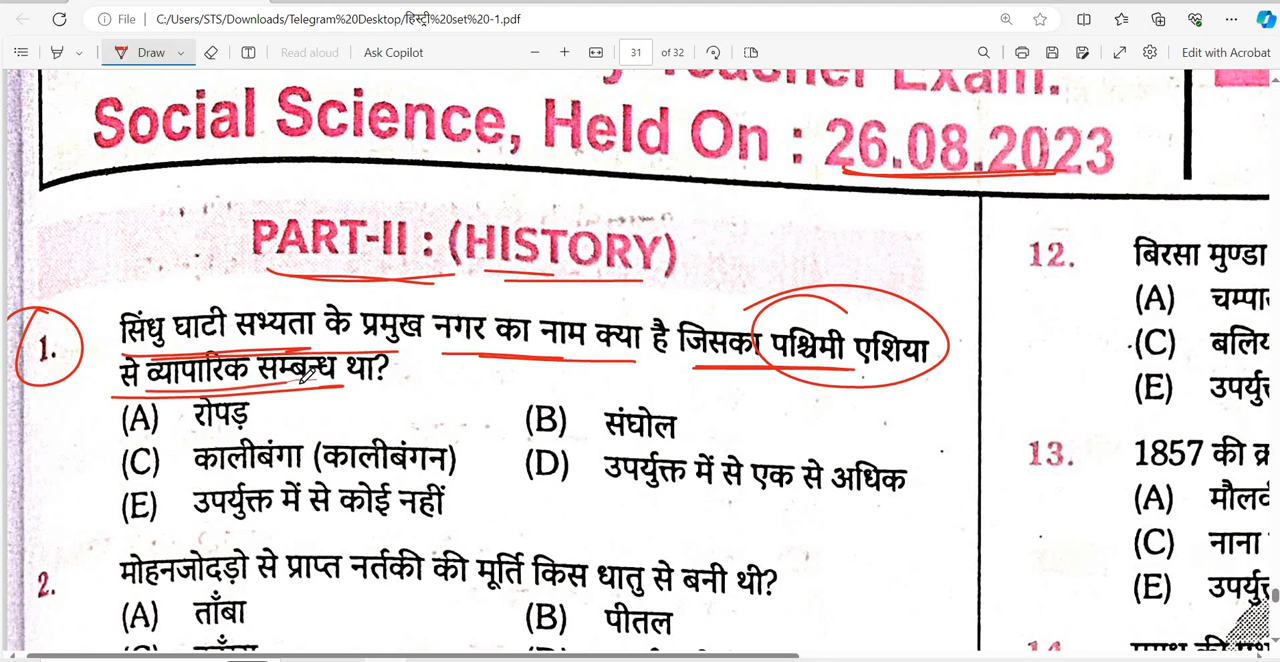 File
C:/Users/STS/Downloads/Telegram%20Desktop/हिस्ट्री%20set%20-1.pdf
Draw
Read aloud
Ask Copilot
31
of 32
Edit with Acrobat
Teacher Exam.
Social Science, Held On : 26.08.2023
PART-II : (HISTORY)
1. सिंधु घाटी सभ्यता के प्रमुख नगर का नाम क्या है जिसका पश्चिमी एशिया
से व्यापारिक सम्बन्ध था?
(A) रोपड़
(B) संघोल
(C) कालीबंगा (कालीबंगन)
(D) उपर्युक्त में से एक से अधिक
(E) उपर्युक्त में से कोई नहीं
2. मोहनजोदड़ो से प्राप्त नर्तकी की मूर्ति किस धातु से बनी थी?
(A) ताँबा
(B) पीतल
12. बिरसा मुण्डा
(A)
(C)
(E)
13. 1857 की
(A)
(C) नाना
(E)